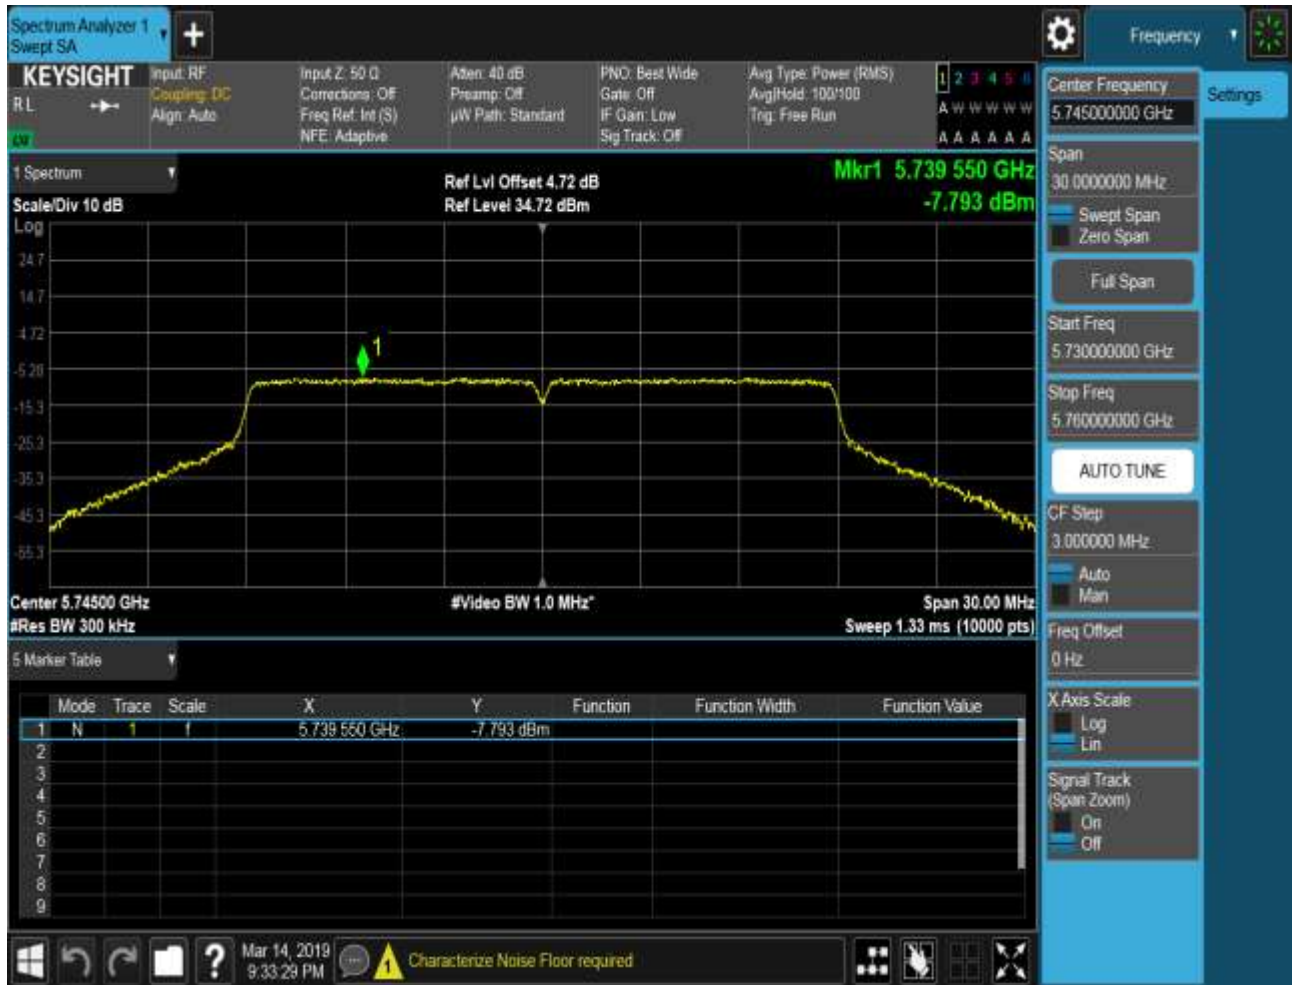 Spectrum Analyzer 1
Swept SA
Frequency
KEYSIGHT
R L
Input: RF
Coupling: DC
Align: Auto
Input Z: 50 Ω
Corrections: Off
Freq Ref: Int (S)
NFE: Adaptive
Atten: 40 dB
Preamp: Off
µW Path: Standard
PNO: Best Wide
Gate: Off
IF Gain: Low
Sig Track: Off
Avg Type: Power (RMS)
Avg|Hold: 100/100
Trig: Free Run
1 2 3 4 5 6
A W W W W W
A A A A A A
1 Spectrum
Scale/Div 10 dB
Ref Lvl Offset 4.72 dB
Ref Level 34.72 dBm
Mkr1 5.739 550 GHz
-7.793 dBm
Log
24.7
14.7
4.72
-5.28
-15.3
-25.3
-35.3
-45.3
-55.3
1
Center 5.74500 GHz
#Res BW 300 kHz
#Video BW 1.0 MHz*
Span 30.00 MHz
Sweep 1.33 ms (10000 pts)
5 Marker Table
Mode Trace Scale X Y Function Function Width Function Value
1 N 1 f 5.739 550 GHz -7.793 dBm
2
3
4
5
6
7
8
9
Mar 14, 2019
9:33:29 PM
1
Characterize Noise Floor required
Settings
Center Frequency
5.745000000 GHz
Span
30.0000000 MHz
Swept Span
Zero Span
Full Span
Start Freq
5.730000000 GHz
Stop Freq
5.760000000 GHz
AUTO TUNE
CF Step
3.000000 MHz
Auto
Man
Freq Offset
0 Hz
X Axis Scale
Log
Lin
Signal Track
(Span Zoom)
On
Off